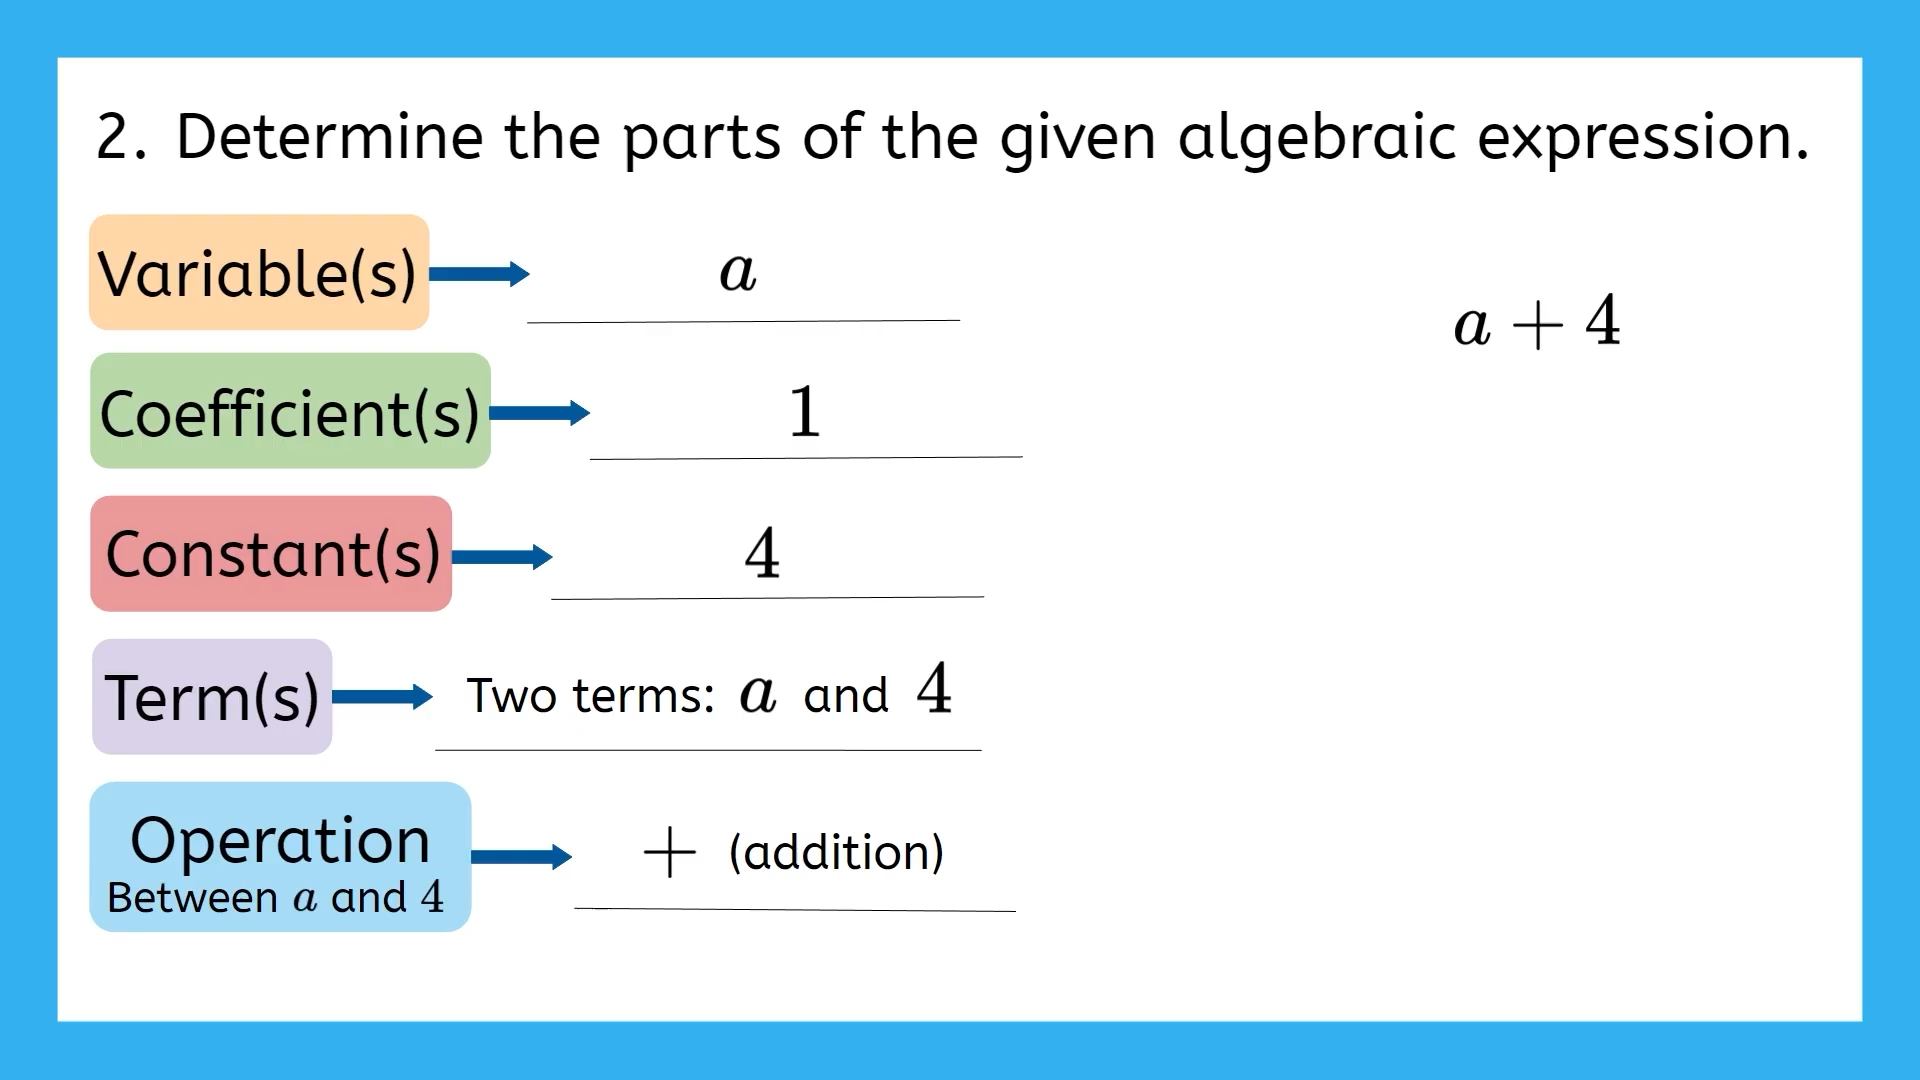 2. Determine the parts of the given algebraic expression.
Variable(s) a
a + 4
Coefficient(s) 1
Constant(s) 4
Term(s) Two terms: a and 4
Operation + (addition)
Between a and 4